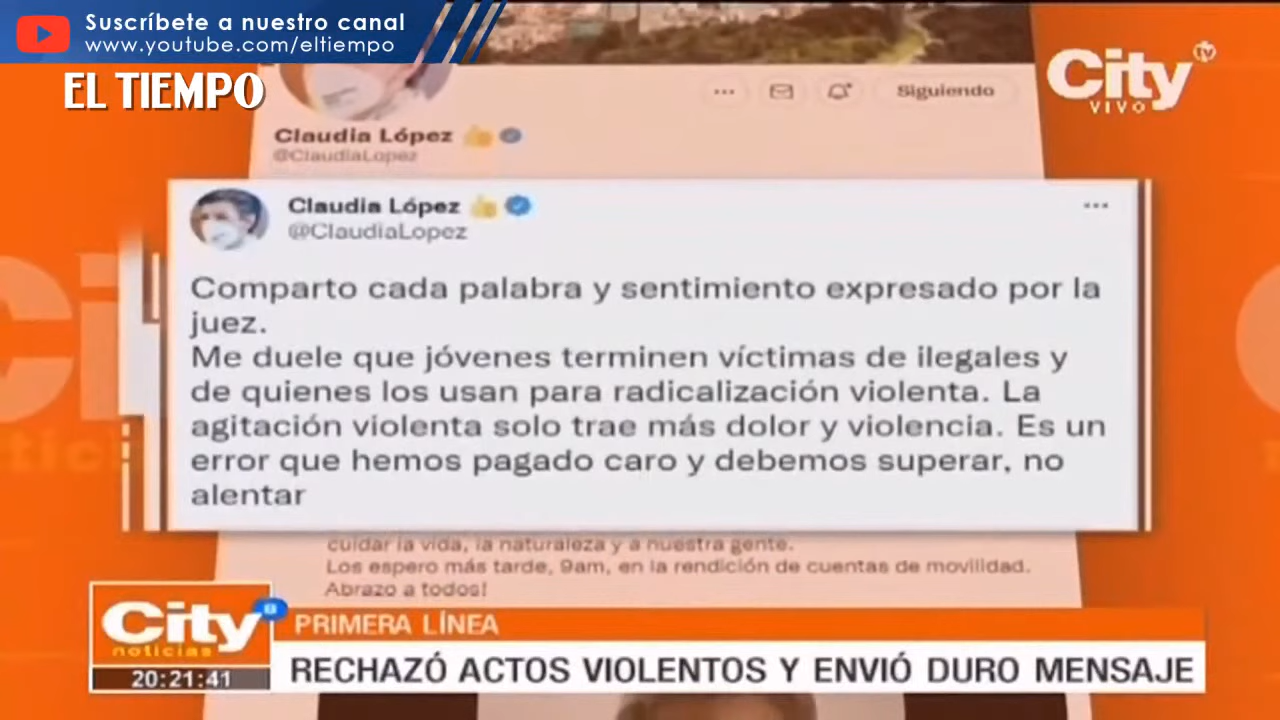 Suscríbete a nuestro canal
www.youtube.com/eltiempo
EL TIEMPO
City tv
VIVO
Siguiendo
Claudia López
@ClaudiaLopez
Claudia López
@ClaudiaLopez
Comparto cada palabra y sentimiento expresado por la
juez.
Me duele que jóvenes terminen víctimas de ilegales y
de quienes los usan para radicalización violenta. La
agitación violenta solo trae más dolor y violencia. Es un
error que hemos pagado caro y debemos superar, no
alentar
cuidar la vida, la naturaleza y a nuestra gente.
Los espero más tarde, 9am, en la rendición de cuentas de movilidad.
Abrazo a todos!
City
noticias
20:21:41
PRIMERA LÍNEA
RECHAZÓ ACTOS VIOLENTOS Y ENVIÓ DURO MENSAJE